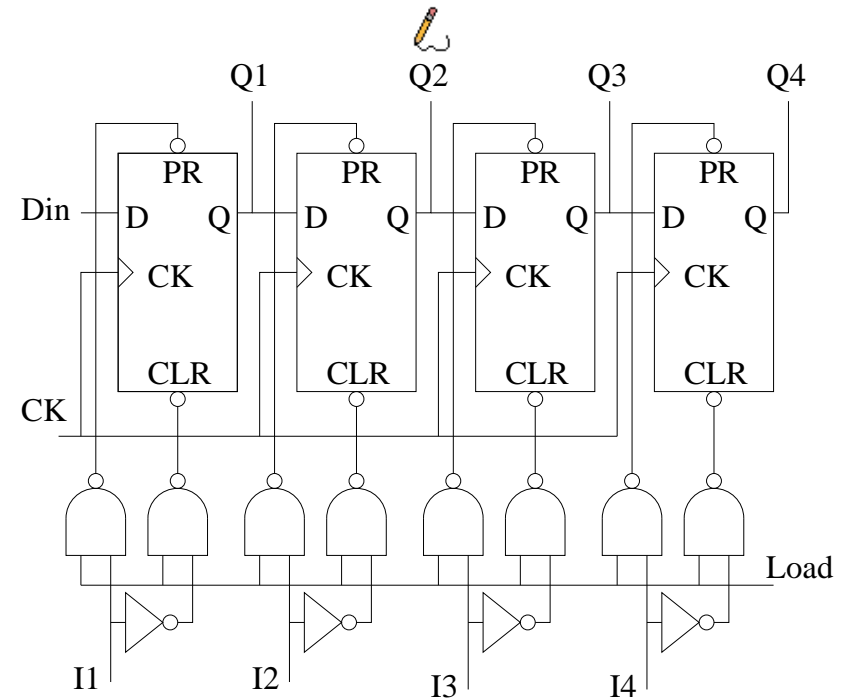 Q1 Q2 Q3 Q4
PR PR PR PR
Din D Q D Q D Q D Q
CK CK CK CK
CLR CLR CLR CLR
CK
Load
I1 I2 I3 I4